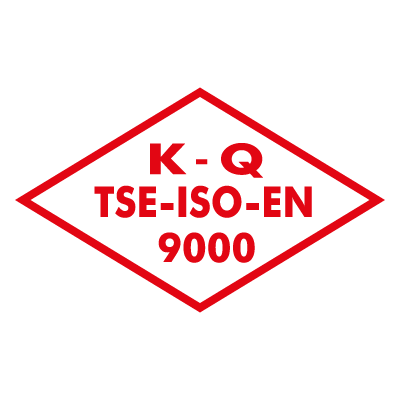 K - Q
TSE-ISO-EN
9000